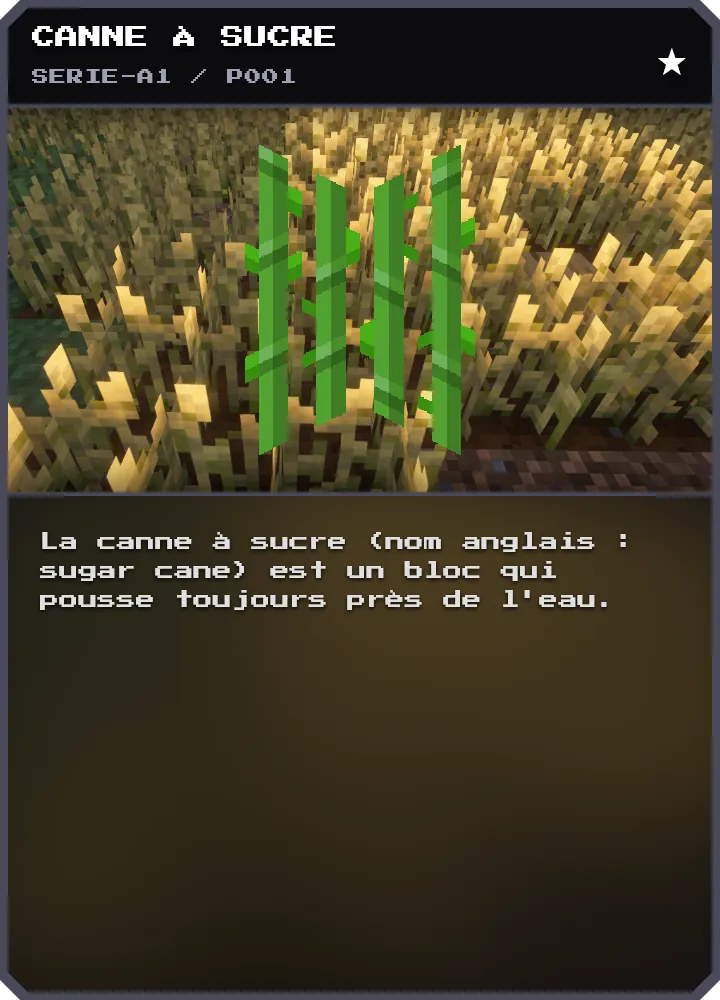 CANNE À SUCRE
SERIE-A1 / P001
La canne à sucre (nom anglais :
sugar cane) est un bloc qui
pousse toujours près de l'eau.